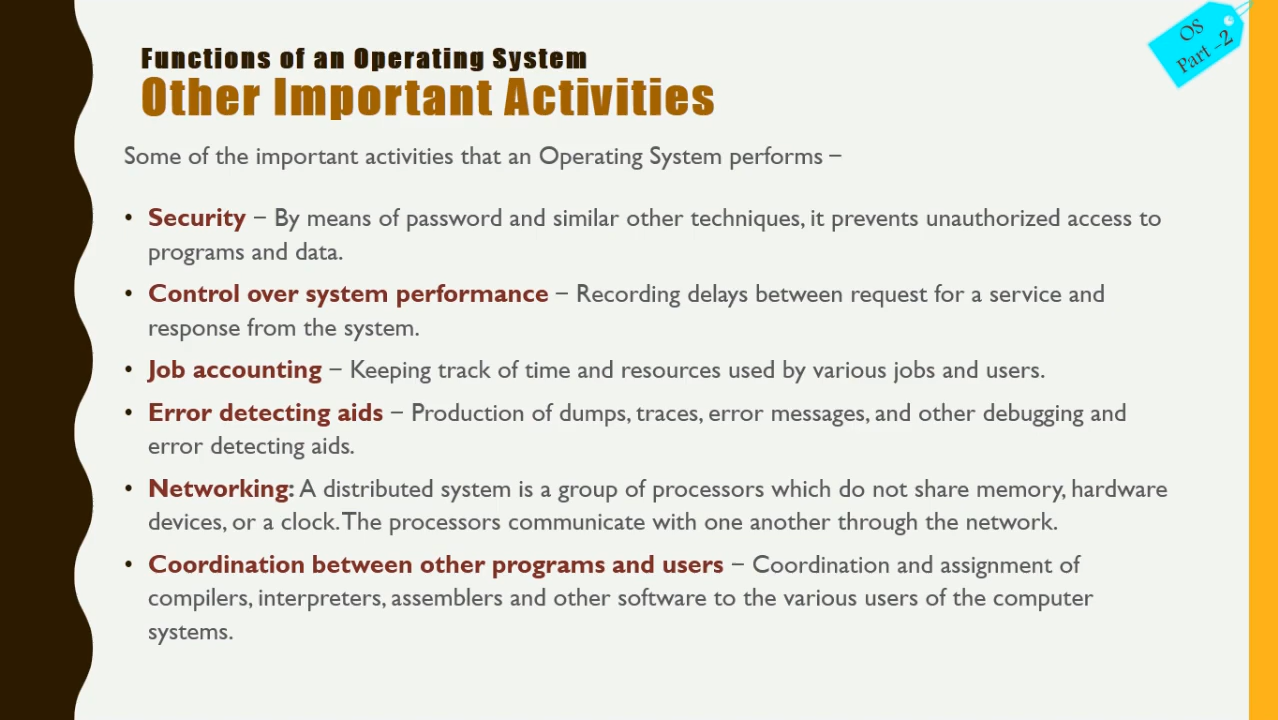 OS
Part -2
Functions of an Operating System
Other Important Activities
Some of the important activities that an Operating System performs −
• Security − By means of password and similar other techniques, it prevents unauthorized access to
programs and data.
• Control over system performance − Recording delays between request for a service and
response from the system.
• Job accounting − Keeping track of time and resources used by various jobs and users.
• Error detecting aids − Production of dumps, traces, error messages, and other debugging and
error detecting aids.
• Networking: A distributed system is a group of processors which do not share memory, hardware
devices, or a clock. The processors communicate with one another through the network.
• Coordination between other programs and users − Coordination and assignment of
compilers, interpreters, assemblers and other software to the various users of the computer
systems.